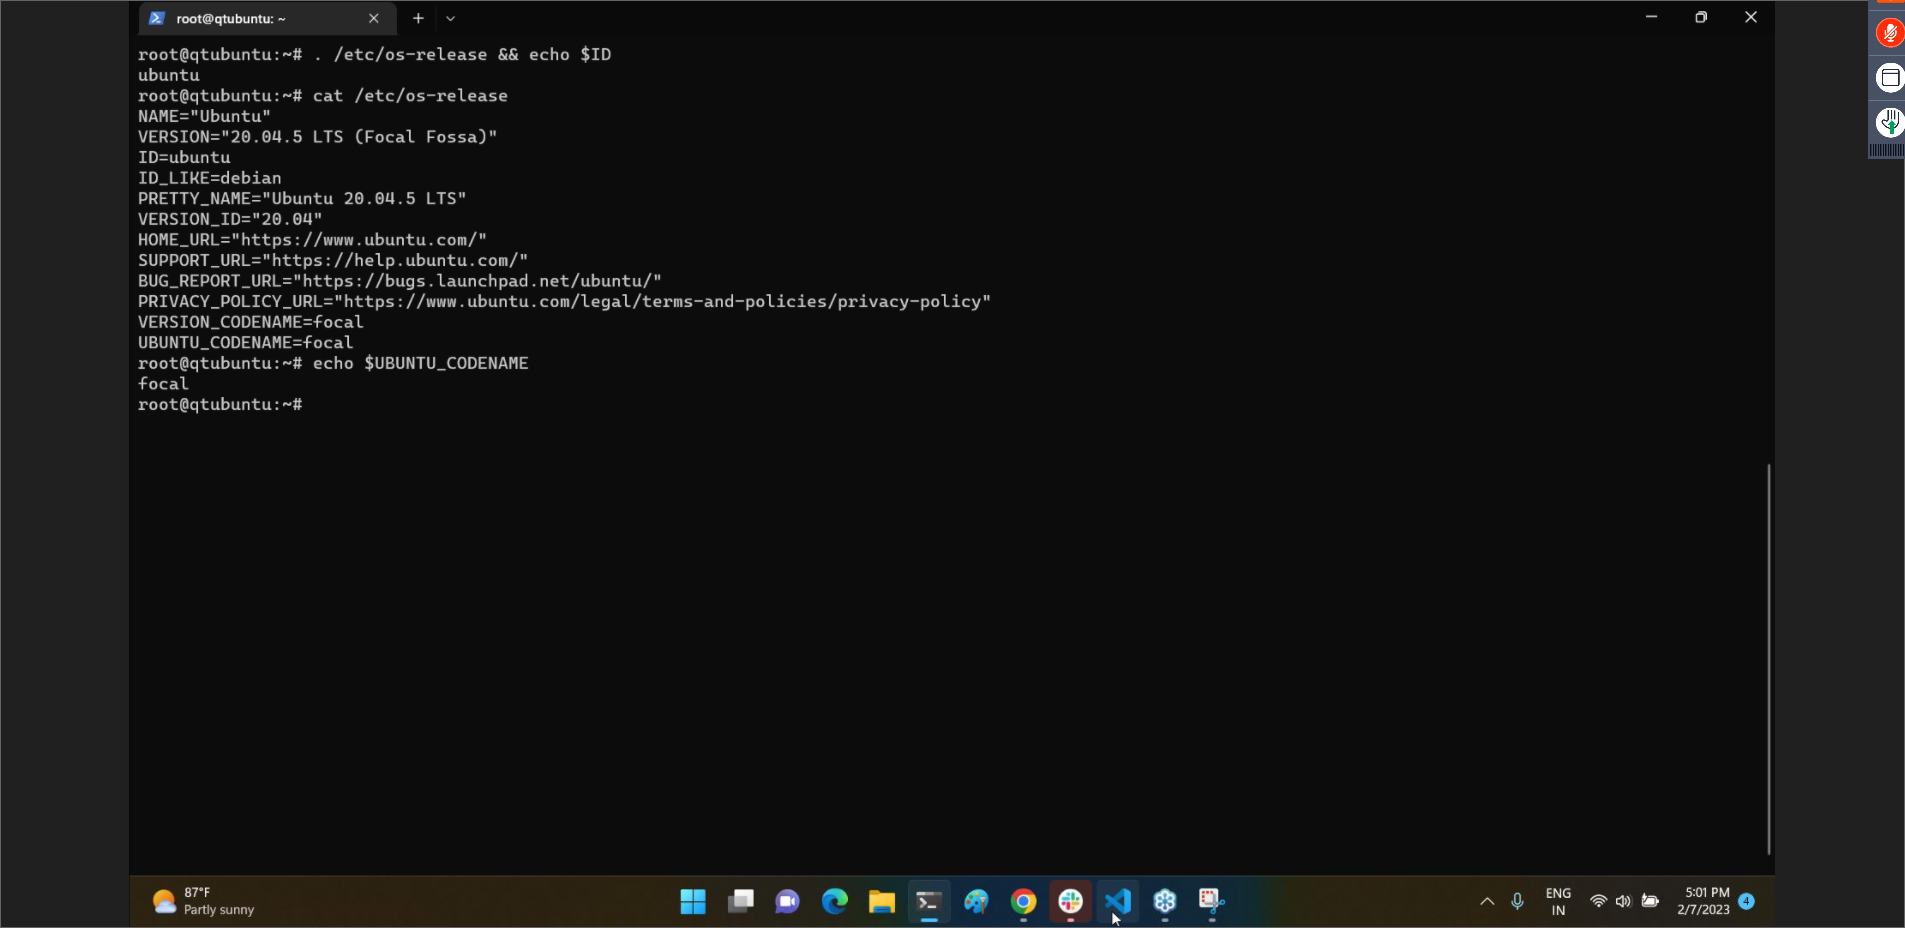 root@qtubuntu: ~
root@qtubuntu:~# . /etc/os-release && echo $ID
ubuntu
root@qtubuntu:~# cat /etc/os-release
NAME="Ubuntu"
VERSION="20.04.5 LTS (Focal Fossa)"
ID=ubuntu
ID_LIKE=debian
PRETTY_NAME="Ubuntu 20.04.5 LTS"
VERSION_ID="20.04"
HOME_URL="https://www.ubuntu.com/"
SUPPORT_URL="https://help.ubuntu.com/"
BUG_REPORT_URL="https://bugs.launchpad.net/ubuntu/"
PRIVACY_POLICY_URL="https://www.ubuntu.com/legal/terms-and-policies/privacy-policy"
VERSION_CODENAME=focal
UBUNTU_CODENAME=focal
root@qtubuntu:~# echo $UBUNTU_CODENAME
focal
root@qtubuntu:~#
87°F
Partly sunny
ENG
IN
5:01 PM
2/7/2023
4